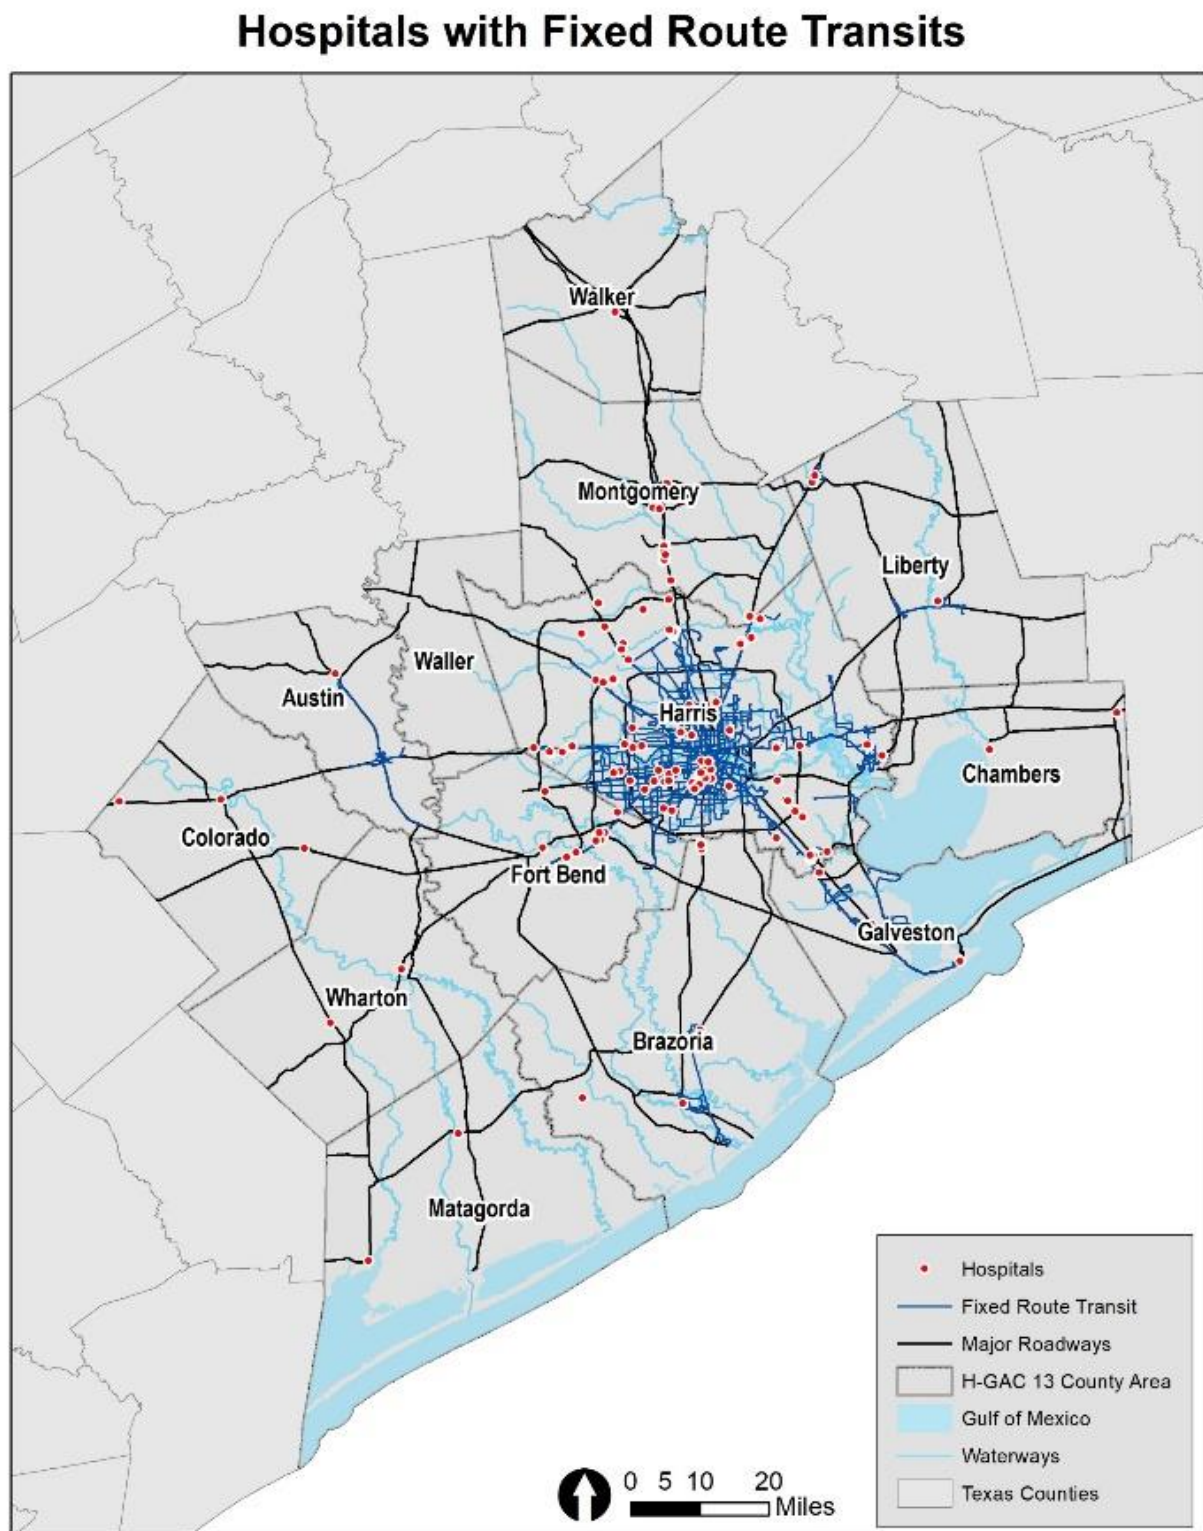 Hospitals with Fixed Route Transits
Walker
Montgomery
Liberty
Waller
Austin
Harris
Chambers
Colorado
Fort Bend
Galveston
Wharton
Brazoria
Matagorda
Hospitals
Fixed Route Transit
Major Roadways
H-GAC 13 County Area
Gulf of Mexico
Waterways
Texas Counties
0 5 10 20
Miles